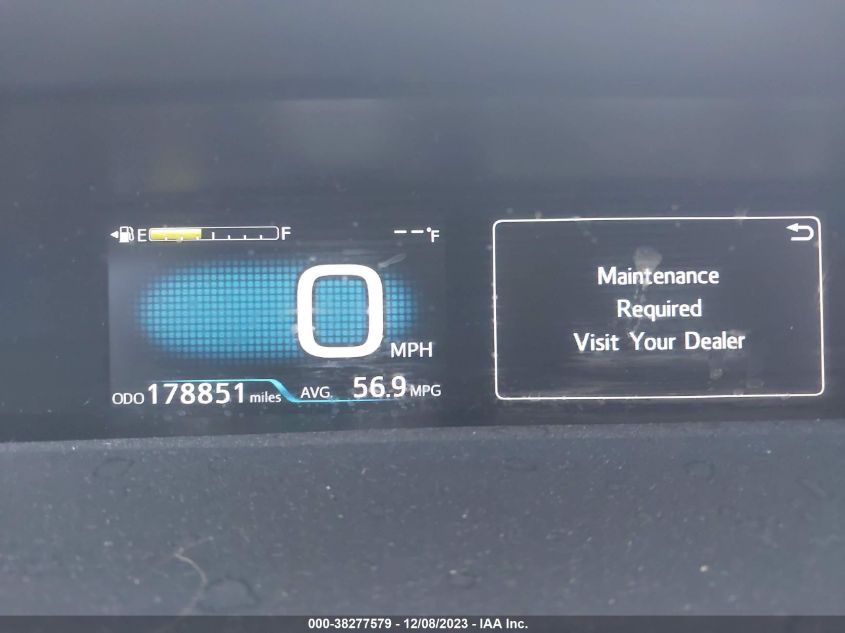 E F --°F
0 MPH
ODO 178851 miles AVG. 56.9 MPG
Maintenance
Required
Visit Your Dealer
000-38277579 - 12/08/2023 - IAA Inc.